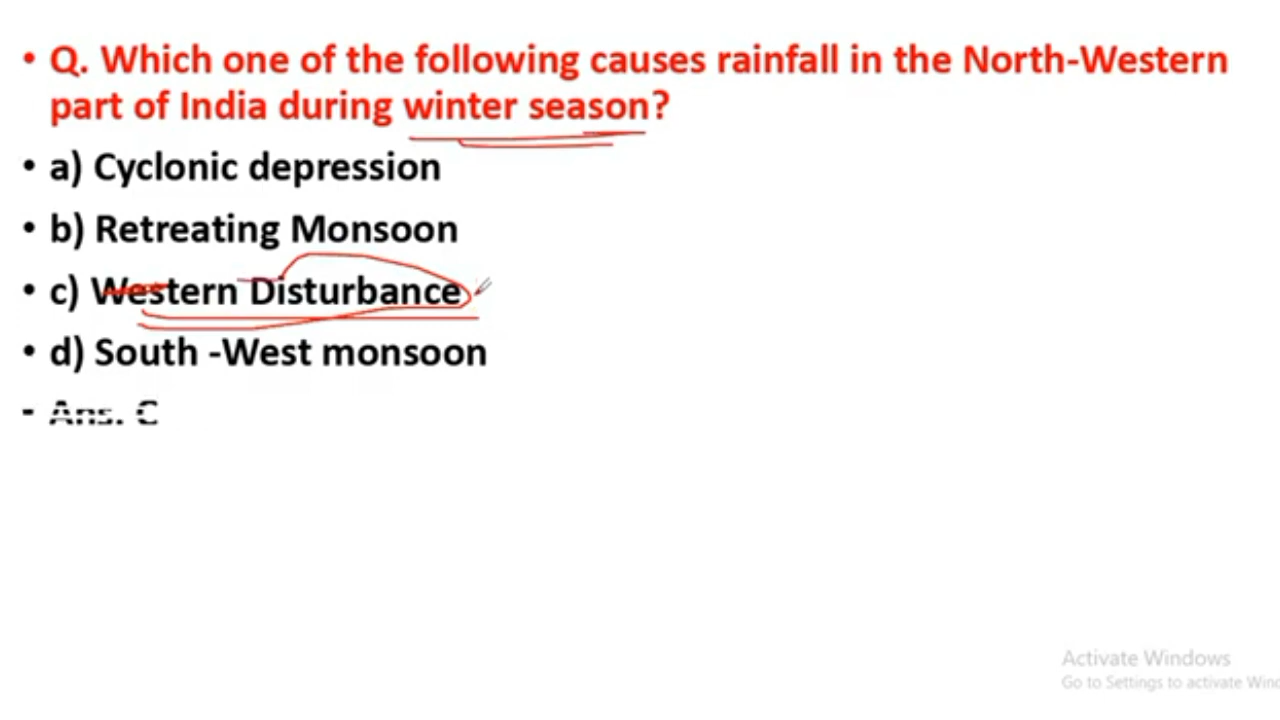 • Q. Which one of the following causes rainfall in the North-Western
part of India during winter season?
• a) Cyclonic depression
• b) Retreating Monsoon
• c) Western Disturbance
• d) South -West monsoon
• Ans. C
Activate Windows
Go to Settings to activate Wind